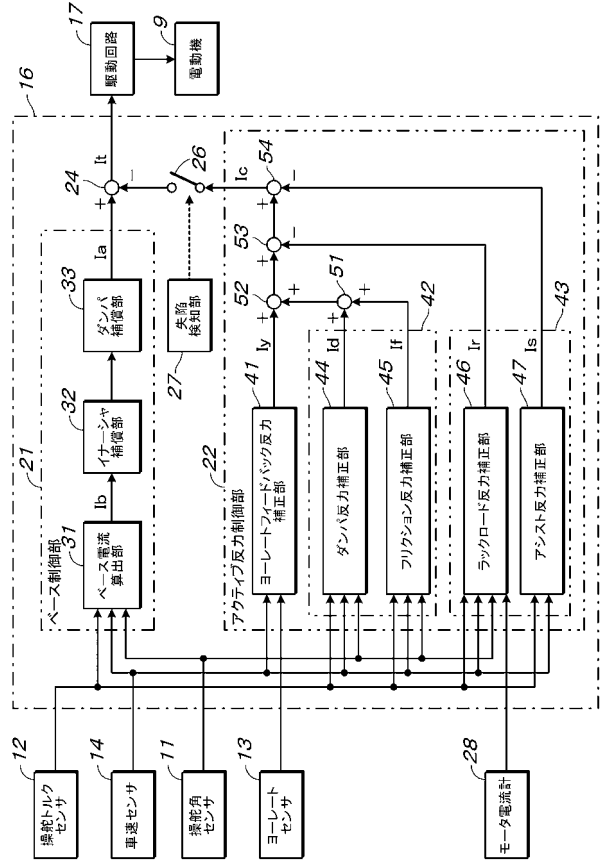 12
操舵トルク
センサ
14
車速センサ
11
操舵角
センサ
13
ヨーレート
センサ
28
モータ電流計
16
21
ベース制御部
31
ベース電流
算出部
Ib
32
イナーシャ
補償部
33
ダンパ
補償部
Ia
+
24
−
It
17
駆動回路
9
電動機
27
失陥
検知部
26
Ic
22
アクティブ反力制御部
41
ヨーレートフィードバック反力
補正部
Iy
+
52
+
+
53
−
+
54
−
42
44
ダンパ反力補正部
Id
+
51
+
45
フリクション反力補正部
If
43
46
ラックロード反力補正部
Ir
47
アシスト反力補正部
Is